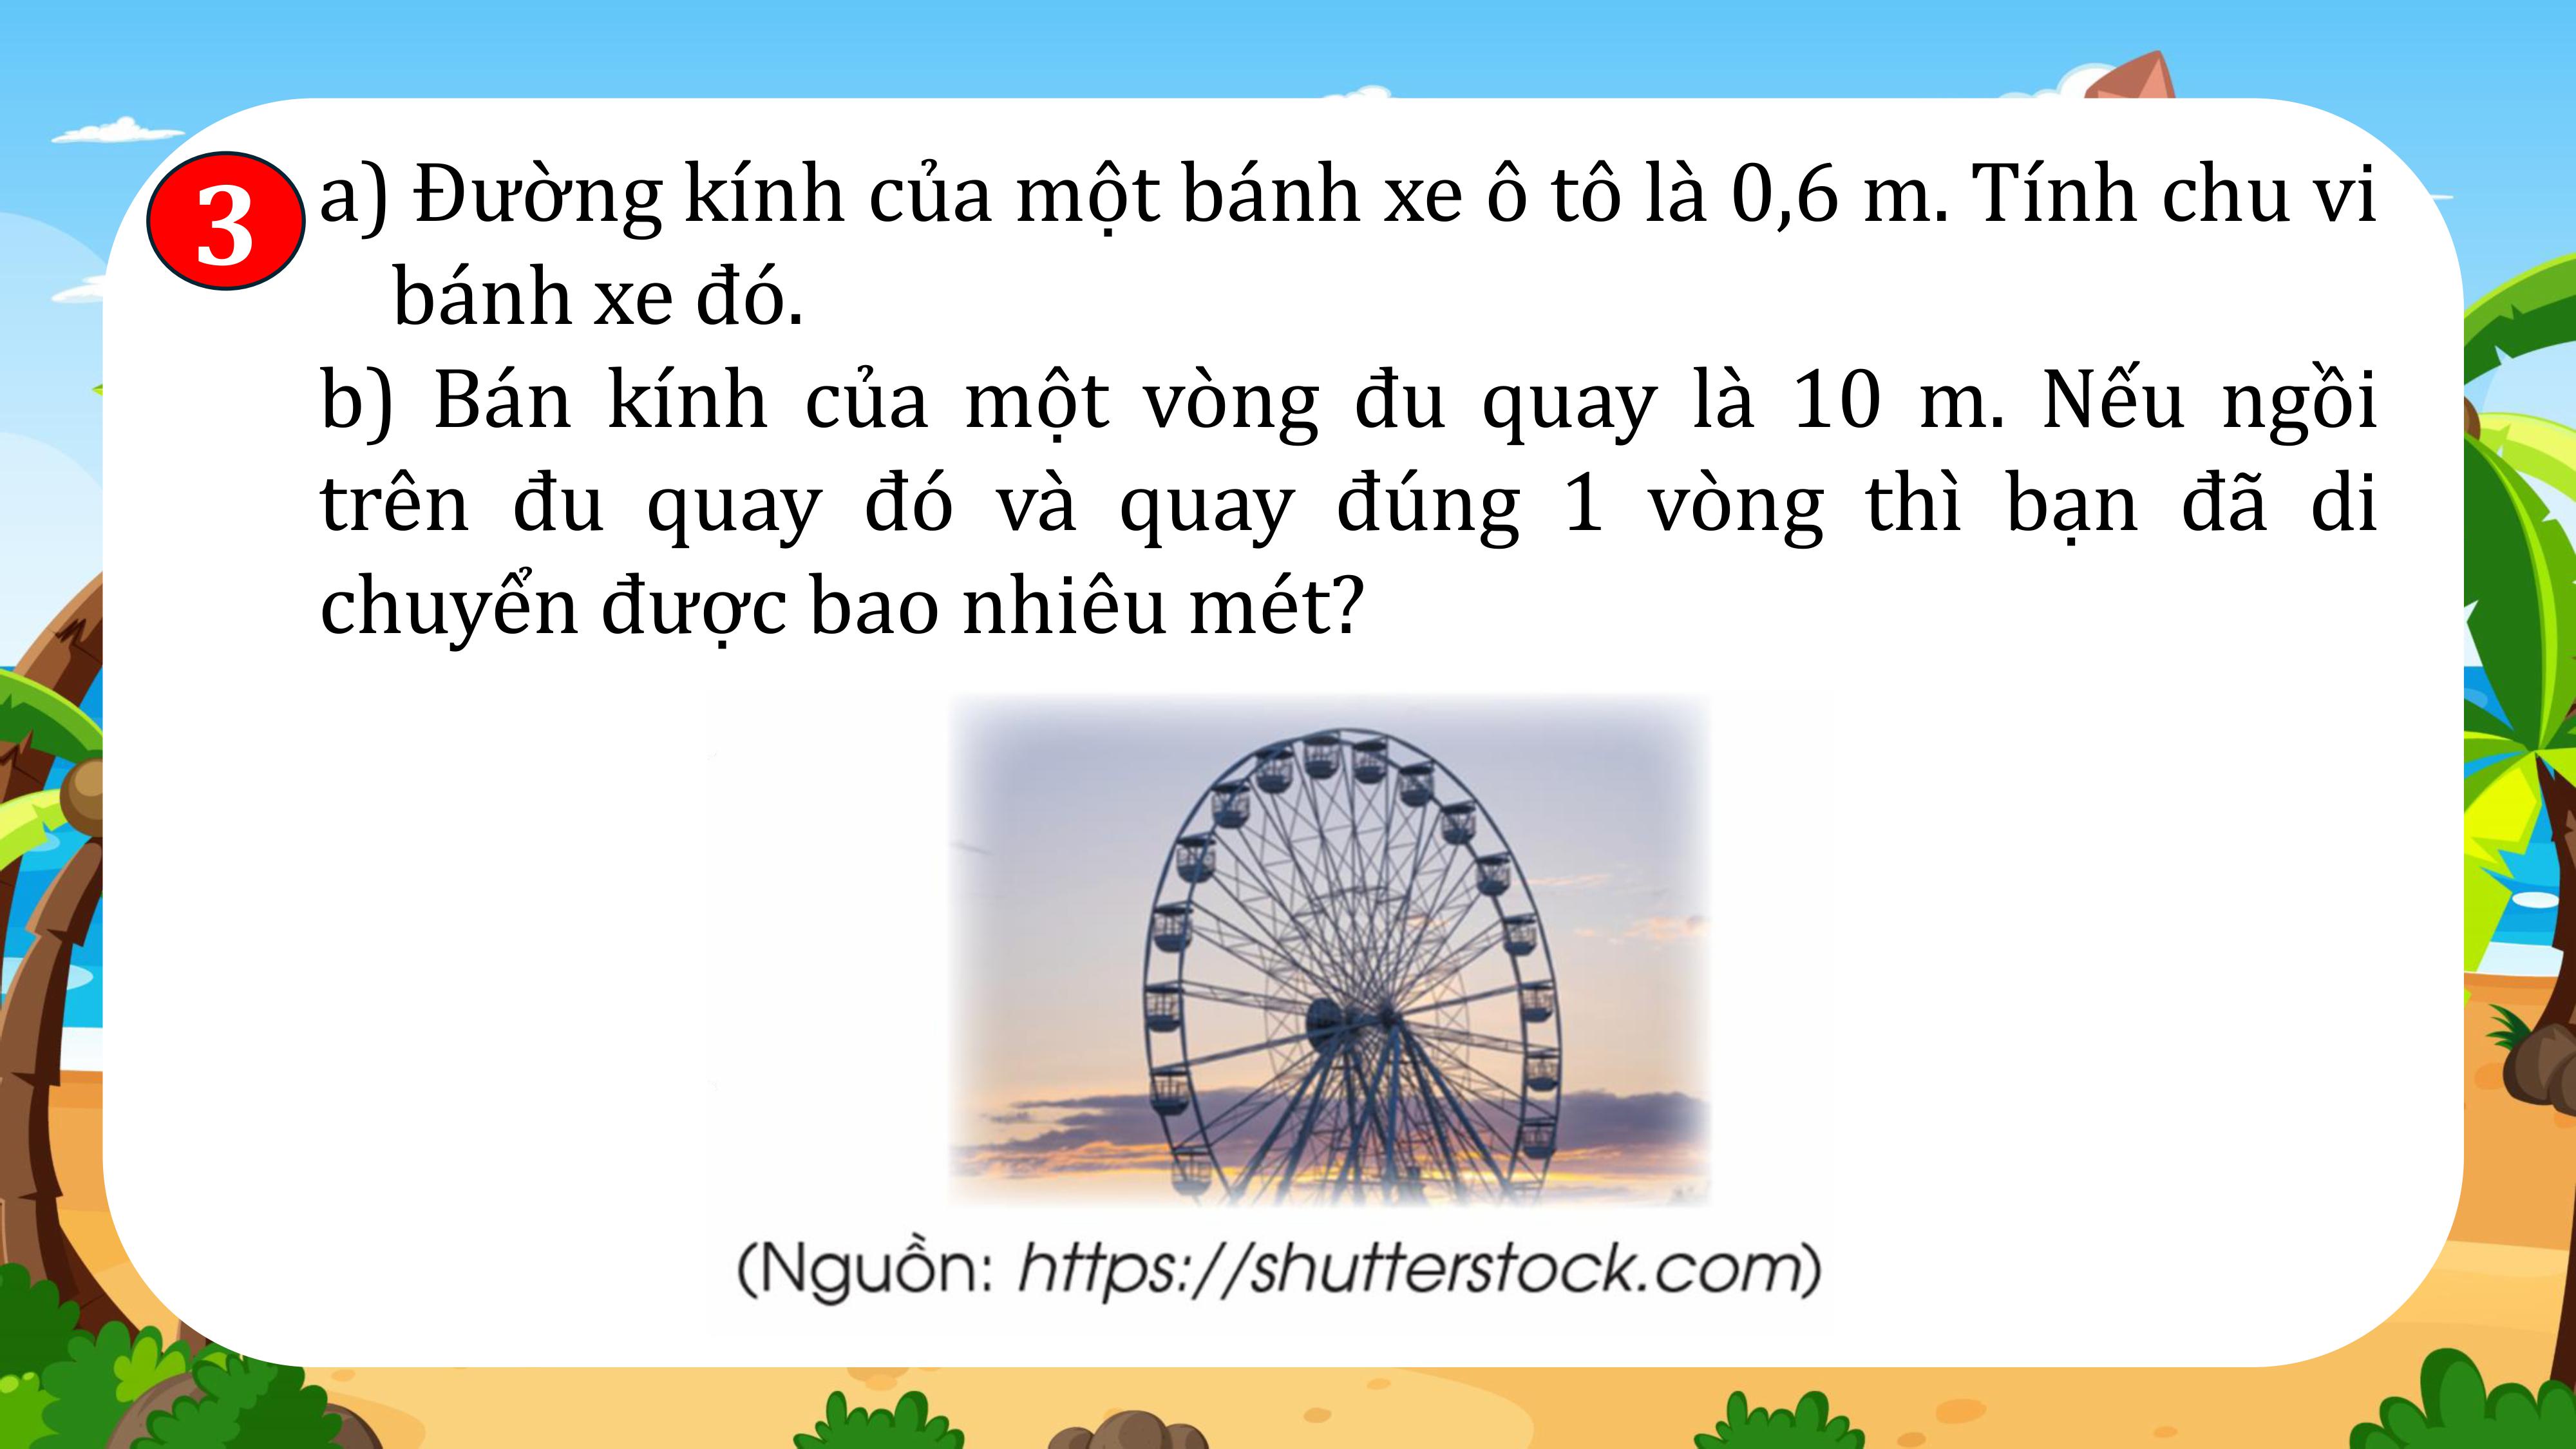 3
a) Đường kính của một bánh xe ô tô là 0,6 m. Tính chu vi
bánh xe đó.
b) Bán kính của một vòng đu quay là 10 m. Nếu ngồi
trên đu quay đó và quay đúng 1 vòng thì bạn đã di
chuyển được bao nhiêu mét?
(Nguồn: https://shutterstock.com)